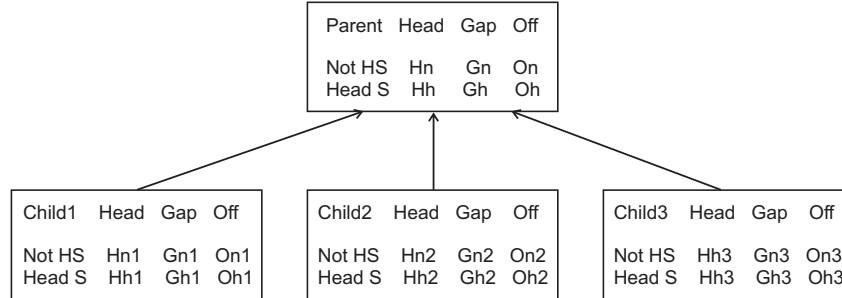 Parent Head Gap Off
Not HS Hn Gn On
Head S Hh Gh Oh
Child1 Head Gap Off
Not HS Hn1 Gn1 On1
Head S Hh1 Gh1 Oh1
Child2 Head Gap Off
Not HS Hn2 Gn2 On2
Head S Hh2 Gh2 Oh2
Child3 Head Gap Off
Not HS Hh3 Gn3 On3
Head S Hh3 Gh3 Oh3